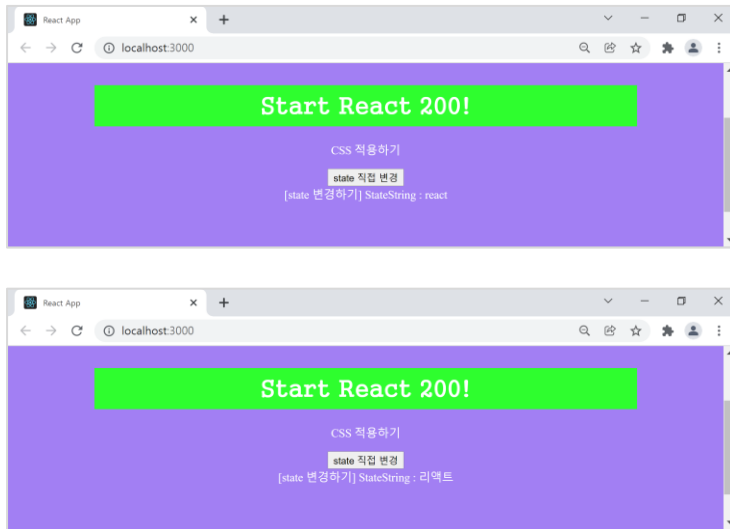 React App
localhost:3000
Start React 200!
CSS 적용하기
state 직접 변경
[state 변경하기] StateString : react
React App
localhost:3000
Start React 200!
CSS 적용하기
state 직접 변경
[state 변경하기] StateString : 리액트